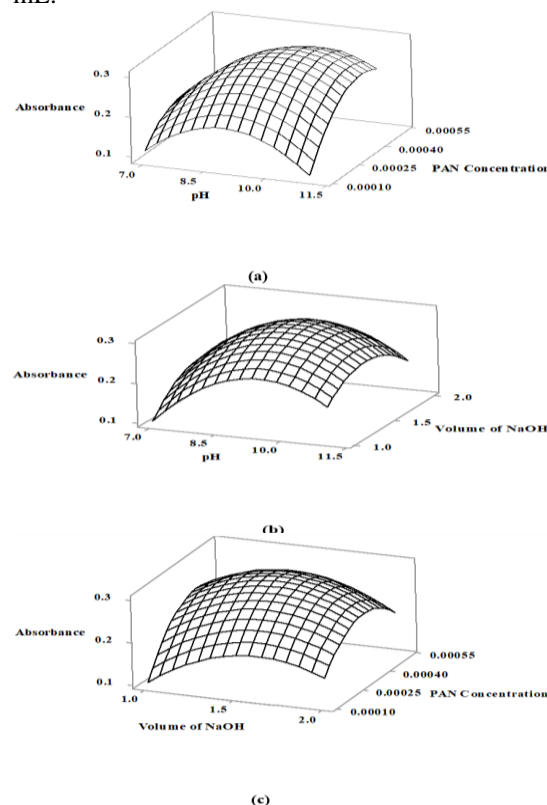 mL.
0.3
Absorbance
0.2
0.1
0.00055
0.00040
0.00025
PAN Concentration
0.00010
7.0
8.5
10.0
11.5
pH
(a)
0.3
Absorbance
0.2
0.1
2.0
1.5
Volume of NaOH
1.0
7.0
8.5
10.0
11.5
pH
(b)
0.3
Absorbance
0.2
0.1
0.00055
0.00040
0.00025
PAN Concentration
0.00010
1.0
1.5
2.0
Volume of NaOH
(c)